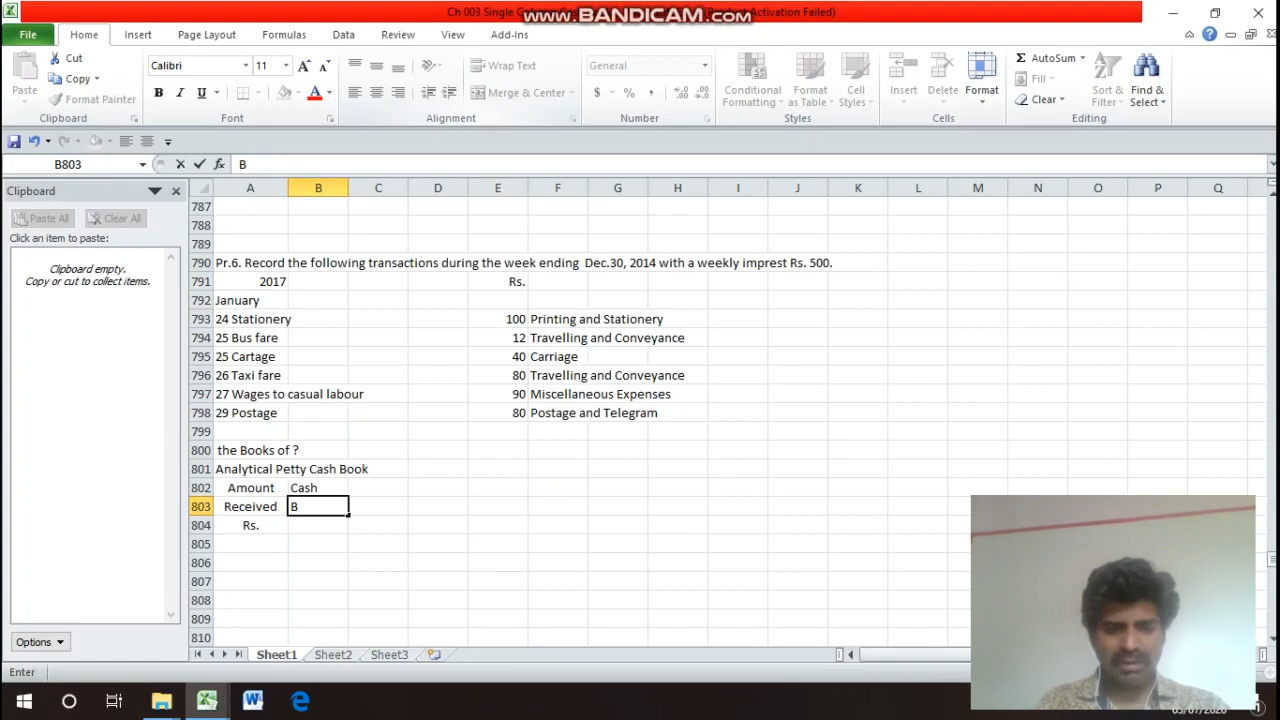 Ch 003 Single Column
www.BANDICAM.com
(Product Activation Failed)
File Home Insert Page Layout Formulas Data Review View Add-Ins
Paste
Cut
Copy
Format Painter
Calibri 11
B I U A
Wrap Text
Merge & Center
General
$ % ,
Conditional Formatting
Format as Table
Cell Styles
Insert
Delete
Format
Σ AutoSum
Fill
Clear
Sort & Filter
Find & Select
Clipboard Font Alignment Number Styles Cells Editing
B803 fx B
Clipboard
Paste All Clear All
Click an item to paste:
Clipboard empty.
Copy or cut to collect items.
Options
A B C D E F G H I J K L M N O P Q
787
788
789
790 Pr.6. Record the following transactions during the week ending Dec.30, 2014 with a weekly imprest Rs. 500.
791 2017 Rs.
792 January
793 24 Stationery 100 Printing and Stationery
794 25 Bus fare 12 Travelling and Conveyance
795 25 Cartage 40 Carriage
796 26 Taxi fare 80 Travelling and Conveyance
797 27 Wages to casual labour 90 Miscellaneous Expenses
798 29 Postage 80 Postage and Telegram
799
800 the Books of ?
801 Analytical Petty Cash Book
802 Amount Cash
803 Received B
804 Rs.
805
806
807
808
809
810
Sheet1 Sheet2 Sheet3
Enter